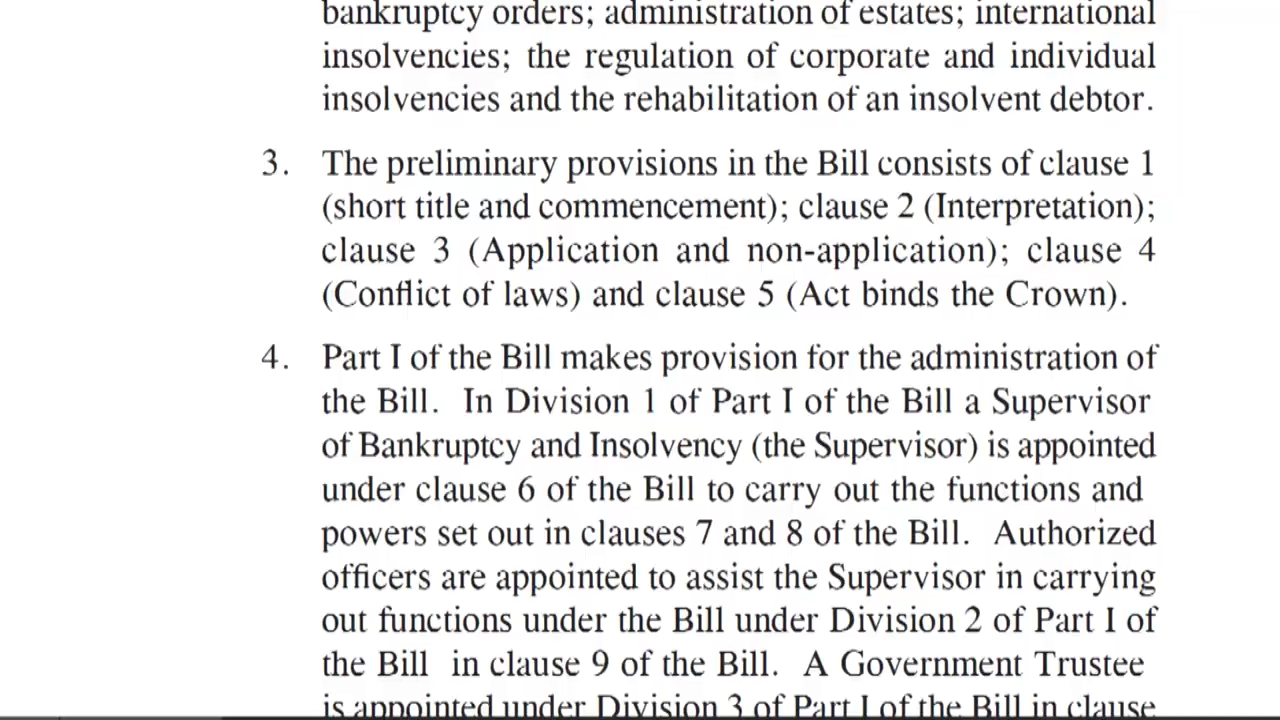 bankruptcy orders; administration of estates; international
insolvencies; the regulation of corporate and individual
insolvencies and the rehabilitation of an insolvent debtor.
3. The preliminary provisions in the Bill consists of clause 1
(short title and commencement); clause 2 (Interpretation);
clause 3 (Application and non-application); clause 4
(Conflict of laws) and clause 5 (Act binds the Crown).
4. Part I of the Bill makes provision for the administration of
the Bill. In Division 1 of Part I of the Bill a Supervisor
of Bankruptcy and Insolvency (the Supervisor) is appointed
under clause 6 of the Bill to carry out the functions and
powers set out in clauses 7 and 8 of the Bill. Authorized
officers are appointed to assist the Supervisor in carrying
out functions under the Bill under Division 2 of Part I of
the Bill in clause 9 of the Bill. A Government Trustee
is appointed under Division 3 of Part I of the Bill in clause